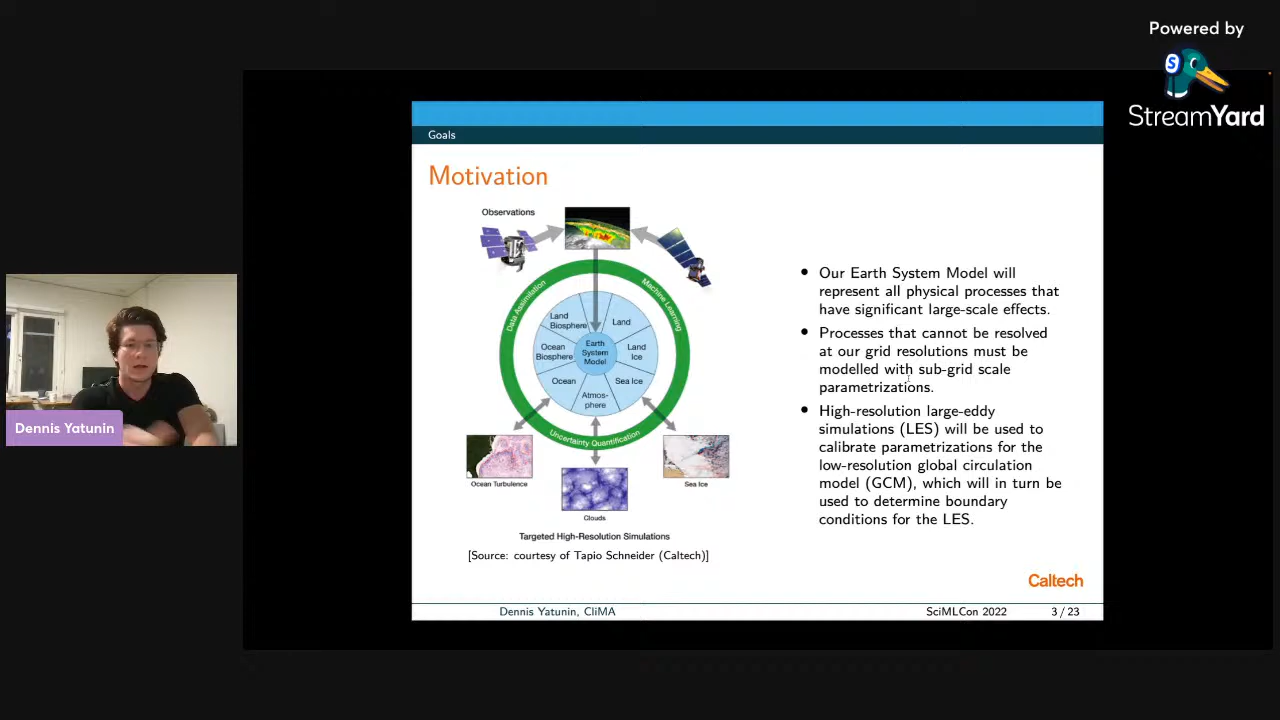 Powered by
S
StreamYard
Goals
Motivation
Observations
Data Assimilation
Machine Learning
Uncertainty Quantification
Land
Biosphere
Land
Ocean
Biosphere
Earth
System
Model
Land
Ice
Ocean
Sea Ice
Atmos-
phere
Ocean Turbulence
Clouds
Sea Ice
Targeted High-Resolution Simulations
[Source: courtesy of Tapio Schneider (Caltech)]
• Our Earth System Model will
represent all physical processes that
have significant large-scale effects.
• Processes that cannot be resolved
at our grid resolutions must be
modelled with sub-grid scale
parametrizations.
• High-resolution large-eddy
simulations (LES) will be used to
calibrate parametrizations for the
low-resolution global circulation
model (GCM), which will in turn be
used to determine boundary
conditions for the LES.
Caltech
Dennis Yatunin, CliMA
SciMLCon 2022
3 / 23
Dennis Yatunin